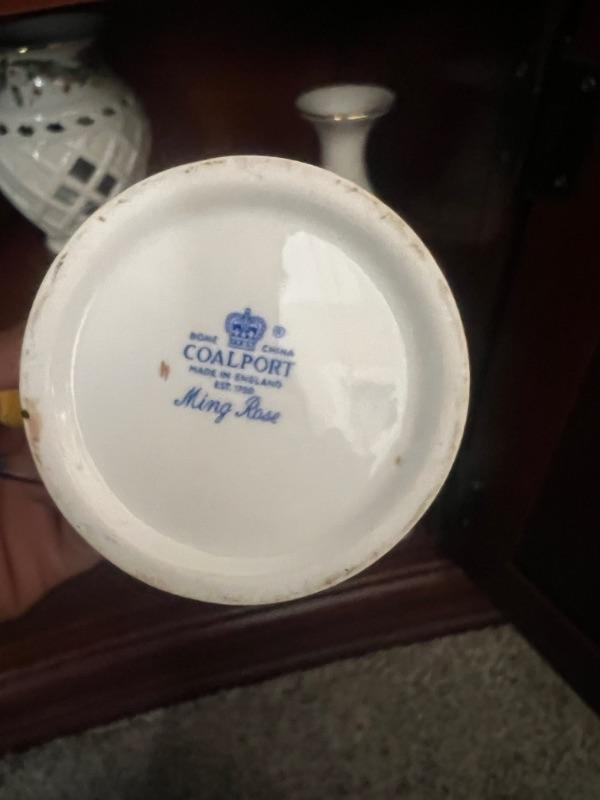 ®
BONE CHINA
COALPORT
MADE IN ENGLAND
EST. 1750
Ming Rose